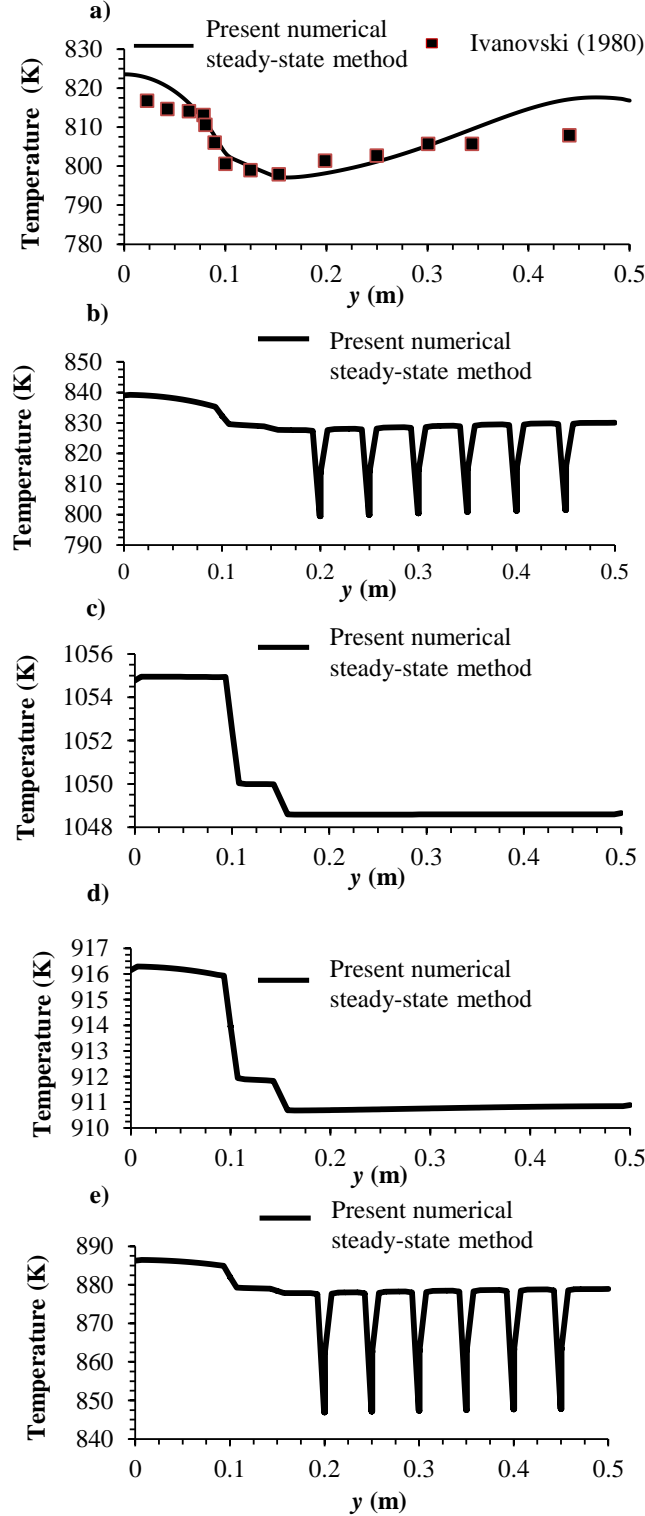 a)
Present numerical
steady-state method
Ivanovski (1980)
Temperature (K)
830
820
810
800
790
780
0 0.1 0.2 0.3 0.4 0.5
y (m)
b)
Present numerical
steady-state method
Temperature (K)
850
840
830
820
810
800
790
0 0.1 0.2 0.3 0.4 0.5
y (m)
c)
Present numerical
steady-state method
Temperature (K)
1056
1054
1052
1050
1048
0 0.1 0.2 0.3 0.4 0.5
y (m)
d)
Present numerical
steady-state method
Temperature (K)
917
916
915
914
913
912
911
910
0 0.1 0.2 0.3 0.4 0.5
y (m)
e)
Present numerical
steady-state method
Temperature (K)
890
880
870
860
850
840
0 0.1 0.2 0.3 0.4 0.5
y (m)